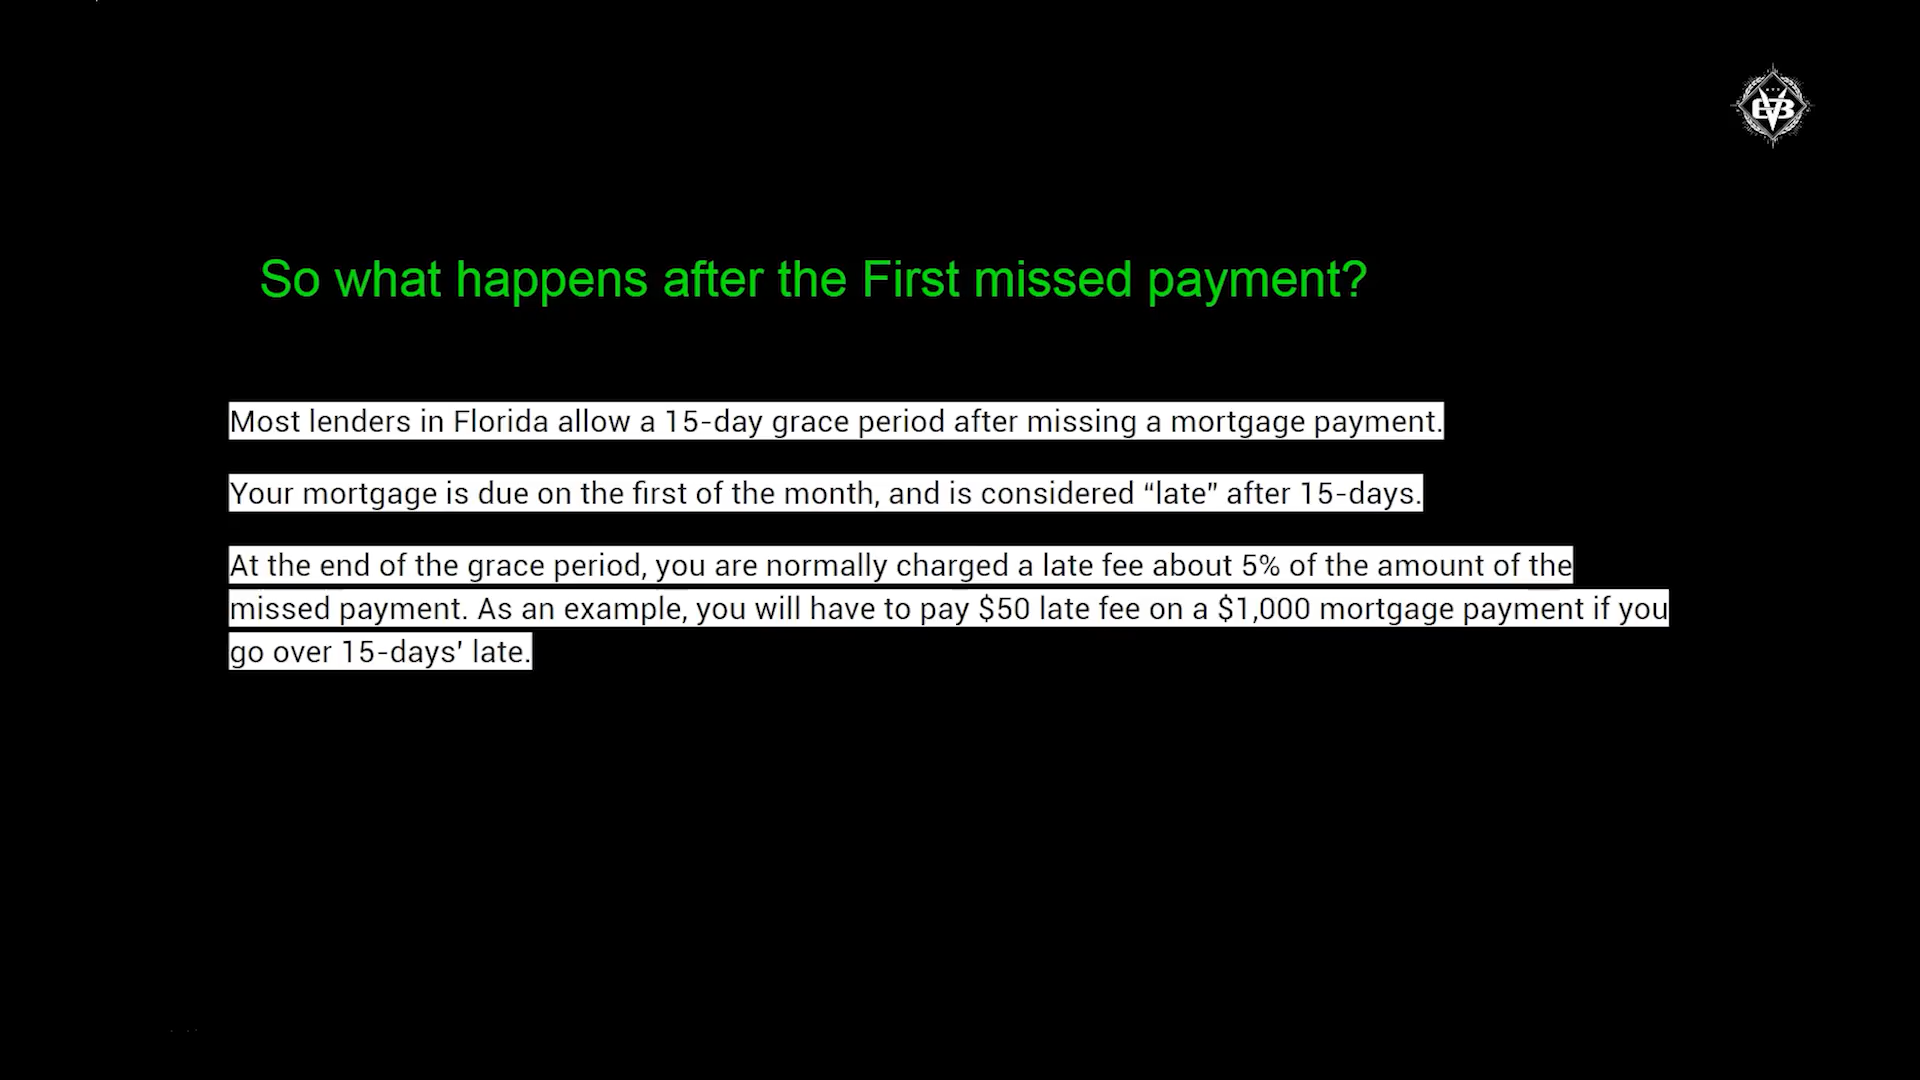 So what happens after the First missed payment?
Most lenders in Florida allow a 15-day grace period after missing a mortgage payment.
Your mortgage is due on the first of the month, and is considered “late” after 15-days.
At the end of the grace period, you are normally charged a late fee about 5% of the amount of the
missed payment. As an example, you will have to pay $50 late fee on a $1,000 mortgage payment if you
go over 15-days’ late.